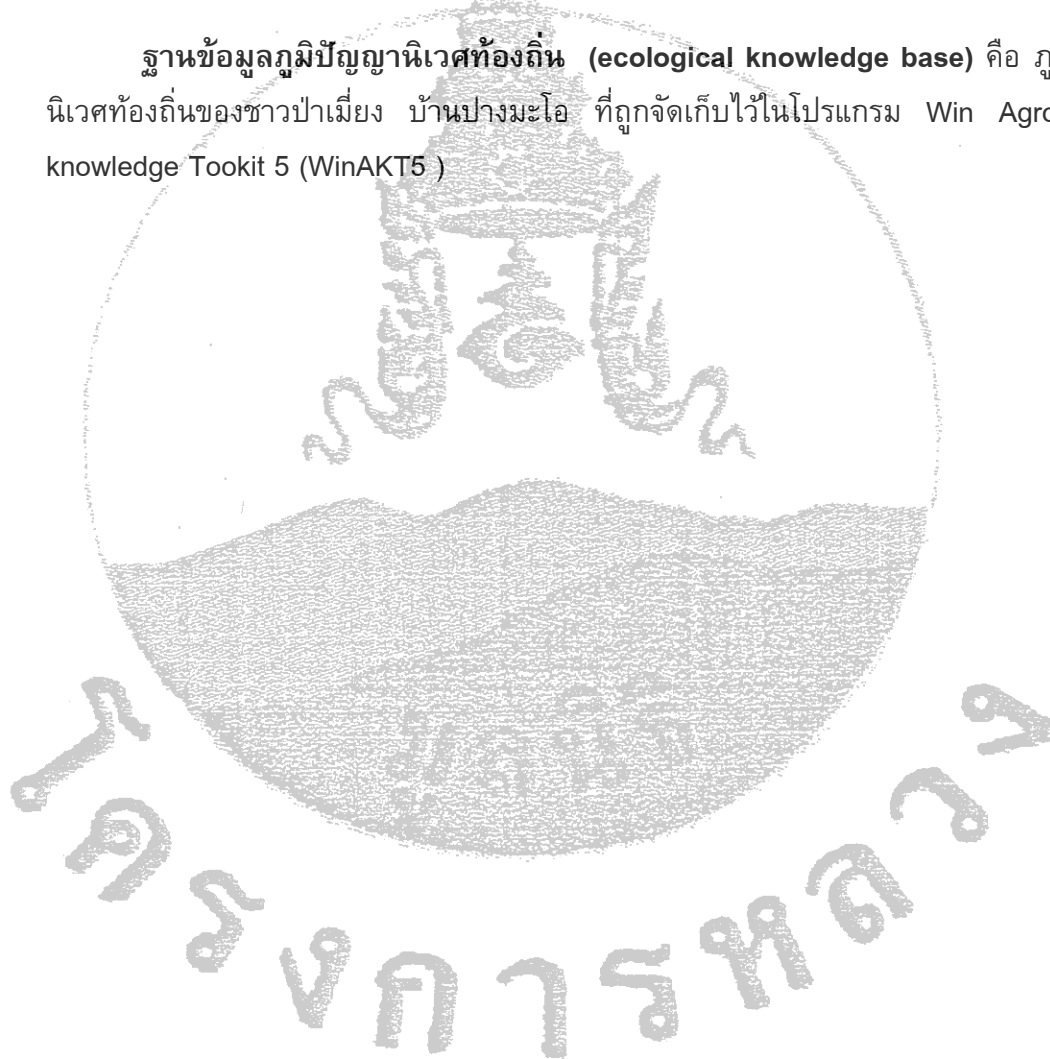 ฐานข้อมูลภูมิปัญญานิเวศท้องถิ่น (ecological knowledge base) คือ ภู
นิเวศท้องถิ่นของชาวป่าเมี่ยง บ้านปางมะโอ ที่ถูกจัดเก็บไว้ในโปรแกรม Win Agro
knowledge Tookit 5 (WinAKT5 )
โครงการหลวง